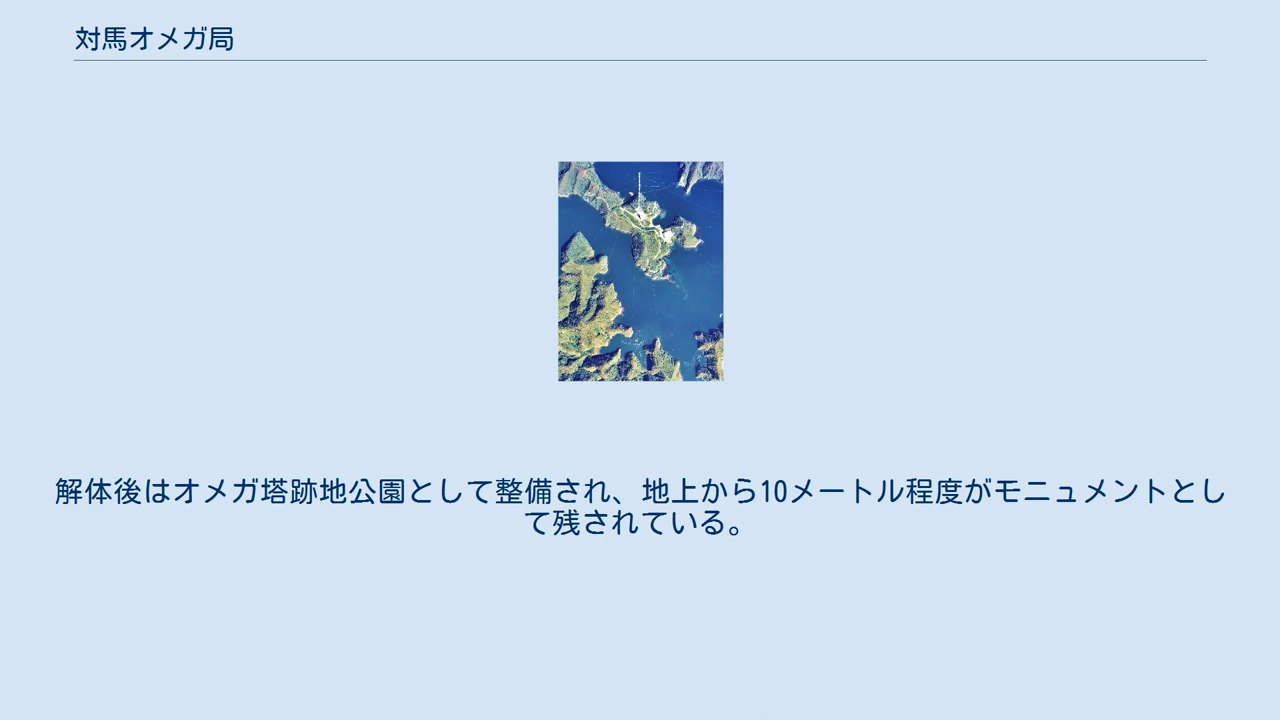 対馬オメガ局
解体後はオメガ塔跡地公園として整備され、地上から10メートル程度がモニュメントとし
て残されている。